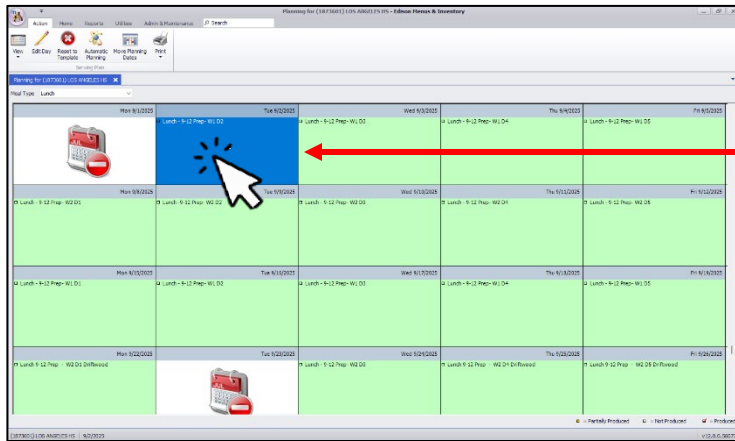 Planning for (1873601) LOS ANGELES HS - Edison Menus & Inventory
Action Home Reports Utilities Admin & Maintenance Search
View Edit Day Reset to Template Automatic Planning Move Planning Dates Print
Serving Plan
Planning for (1873601) LOS ANGELES HS
Meal Type Lunch
Mon 9/1/2025 Tue 9/2/2025 Wed 9/3/2025 Thu 9/4/2025 Fri 9/5/2025
JUL Lunch - 9-12 Prep- W1 D2 Lunch - 9-12 Prep- W1 D3 Lunch - 9-12 Prep- W1 D4 Lunch - 9-12 Prep- W1 D5
Mon 9/8/2025 Tue 9/9/2025 Wed 9/10/2025 Thu 9/11/2025 Fri 9/12/2025
Lunch - 9-12 Prep- W2 D1 Lunch - 9-12 Prep- W2 D2 Lunch - 9-12 Prep- W2 D3 Lunch - 9-12 Prep- W2 D4 Lunch - 9-12 Prep- W2 D5
Mon 9/15/2025 Tue 9/16/2025 Wed 9/17/2025 Thu 9/18/2025 Fri 9/19/2025
Lunch - 9-12 Prep- W1 D1 Lunch - 9-12 Prep- W1 D2 Lunch - 9-12 Prep- W1 D3 Lunch - 9-12 Prep- W1 D4 Lunch - 9-12 Prep- W1 D5
Mon 9/22/2025 Tue 9/23/2025 Wed 9/24/2025 Thu 9/25/2025 Fri 9/26/2025
Lunch 9-12 Prep - W2 D1 Driftwood JUL Lunch - 9-12 Prep- W2 D3 Lunch 9-12 Prep - W2 D4 Driftwood Lunch 9-12 Prep - W2 D5 Driftwood
= Partially Produced = Not Produced = Produced
(1873601) LOS ANGELES HS 9/2/2025